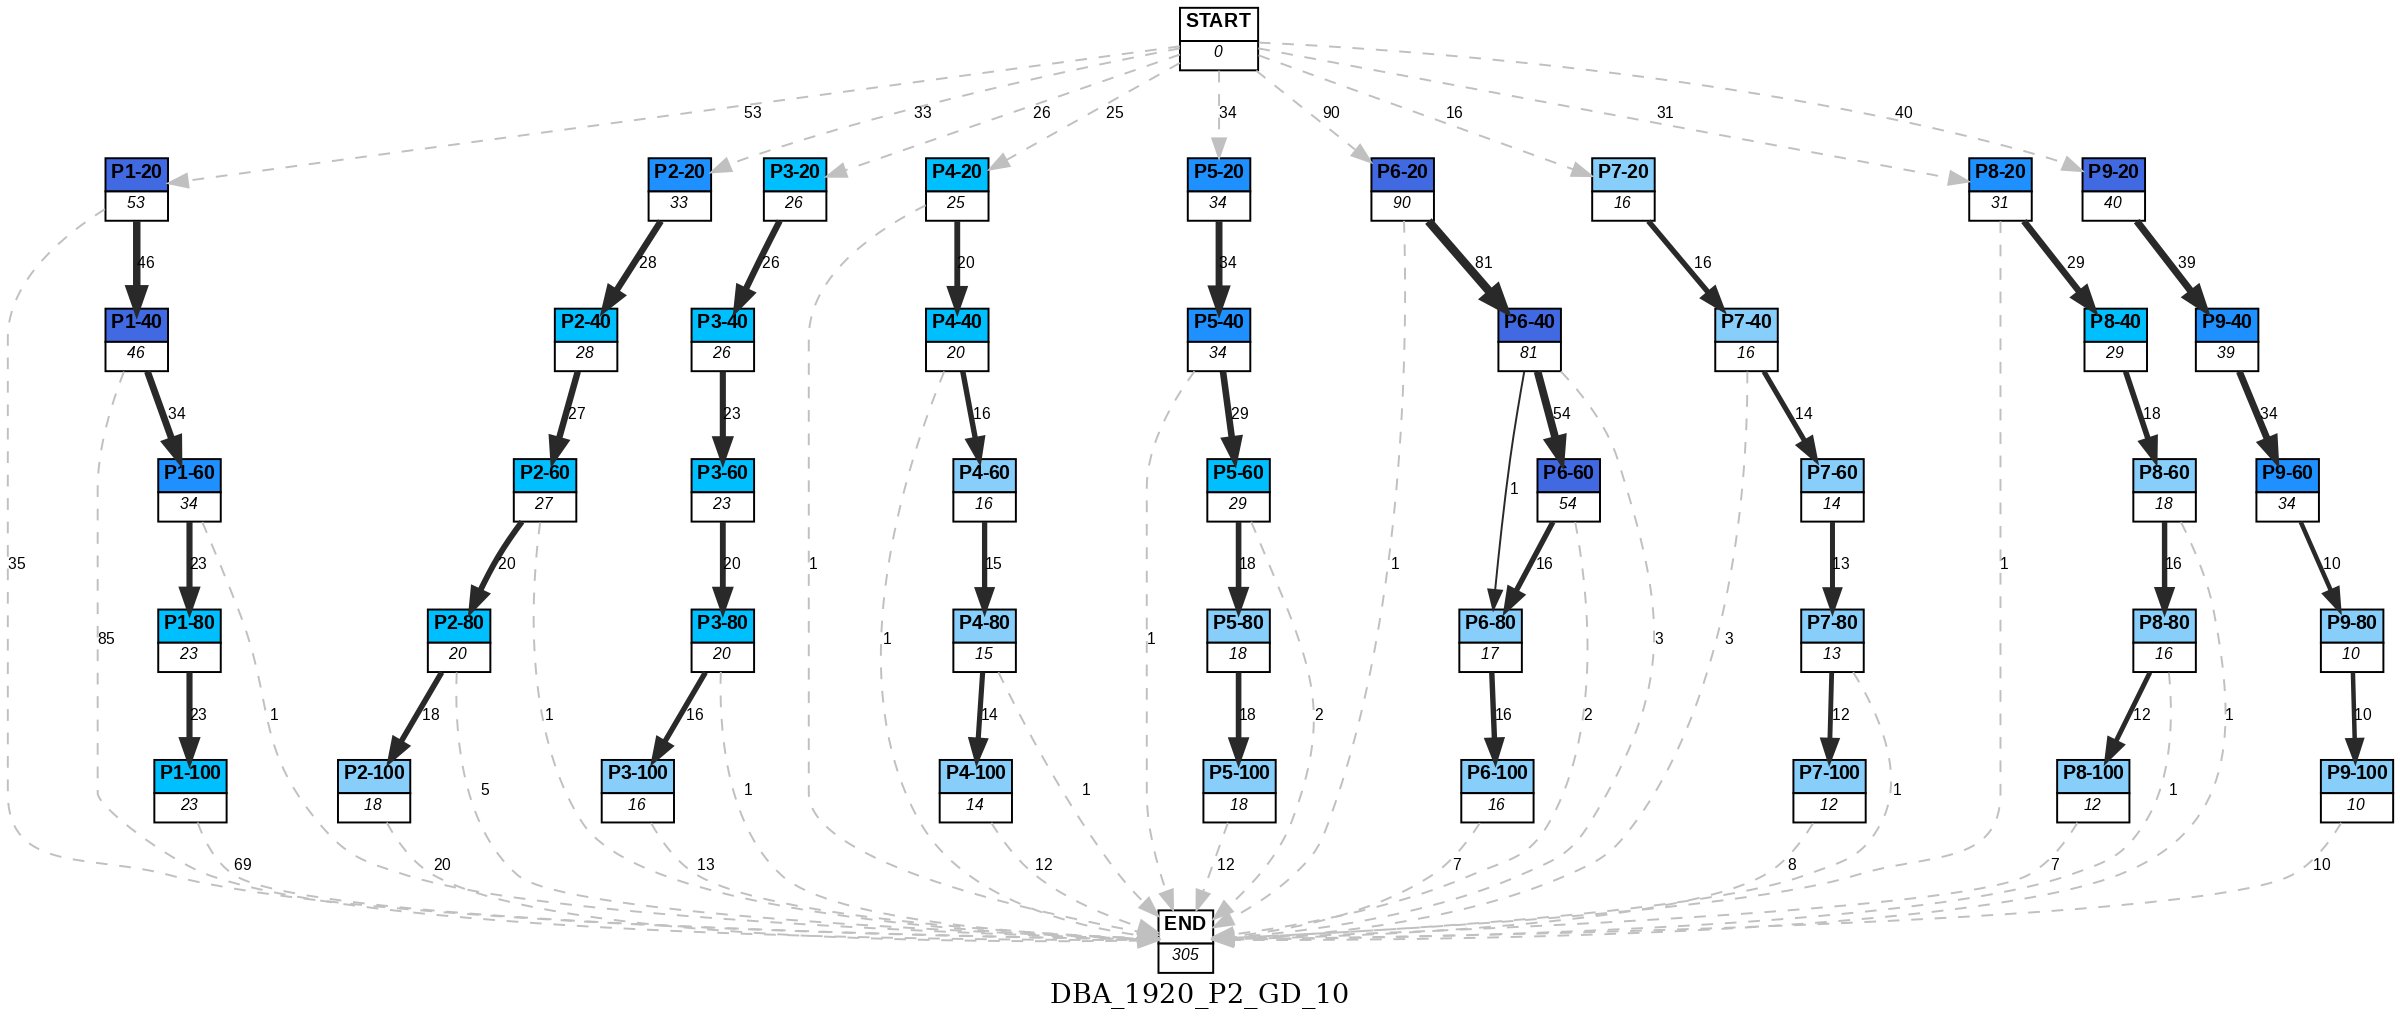 START
0
53
33
26
25
34
90
16
31
40
P1-20
53
P2-20
33
P3-20
26
P4-20
25
P5-20
34
P6-20
90
P7-20
16
P8-20
31
P9-20
40
46
28
26
20
34
81
16
29
39
P1-40
46
P2-40
28
P3-40
26
P4-40
20
P5-40
34
P6-40
81
P7-40
16
P8-40
29
P9-40
39
34
27
23
16
29
54
14
18
34
P1-60
34
P2-60
27
P3-60
23
P4-60
16
P5-60
29
1
P6-60
54
P7-60
14
P8-60
18
P9-60
34
35
23
20
20
1
15
18
1
16
13
1
16
10
P1-80
23
P2-80
20
P3-80
20
P4-80
15
P5-80
18
P6-80
17
P7-80
13
P8-80
16
P9-80
10
85
1
1
2
3
3
23
1
18
1
16
14
2
18
16
2
12
12
1
10
P1-100
23
P2-100
18
P3-100
16
P4-100
14
P5-100
18
P6-100
16
P7-100
12
P8-100
12
P9-100
10
5
1
1
1
1
69
20
13
12
12
7
8
7
10
END
305
DBA_1920_P2_GD_10